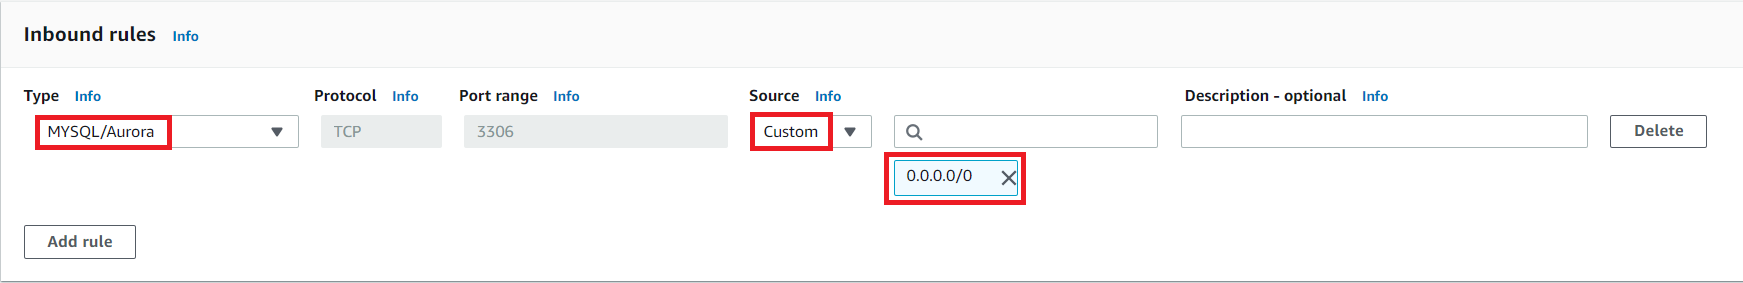 Inbound rules Info
Type Info Protocol Info Port range Info Source Info Description - optional Info
MYSQL/Aurora TCP 3306 Custom Delete
0.0.0.0/0
Add rule